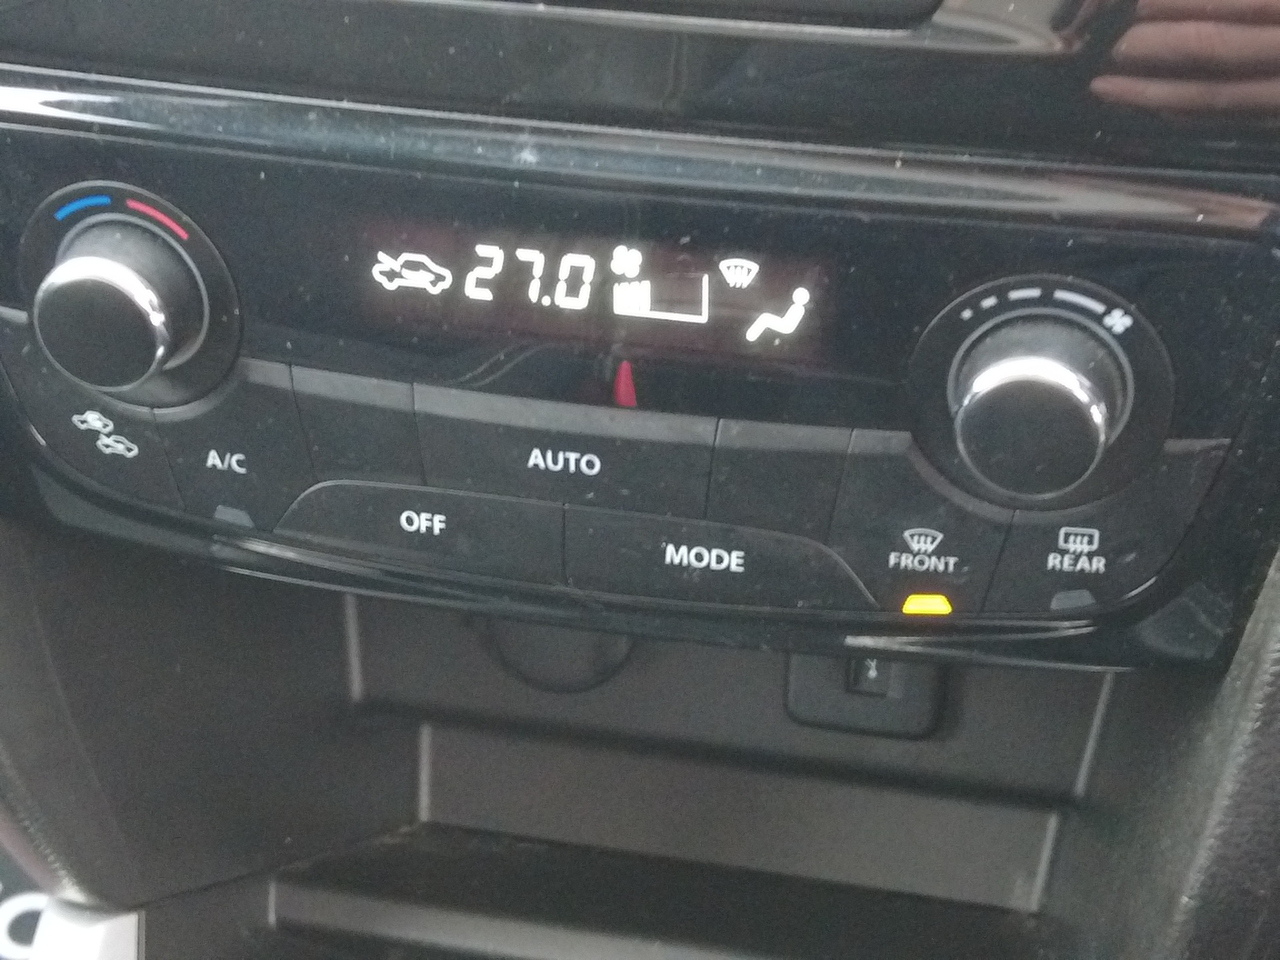 27.0
A/C
AUTO
OFF
MODE
FRONT
REAR